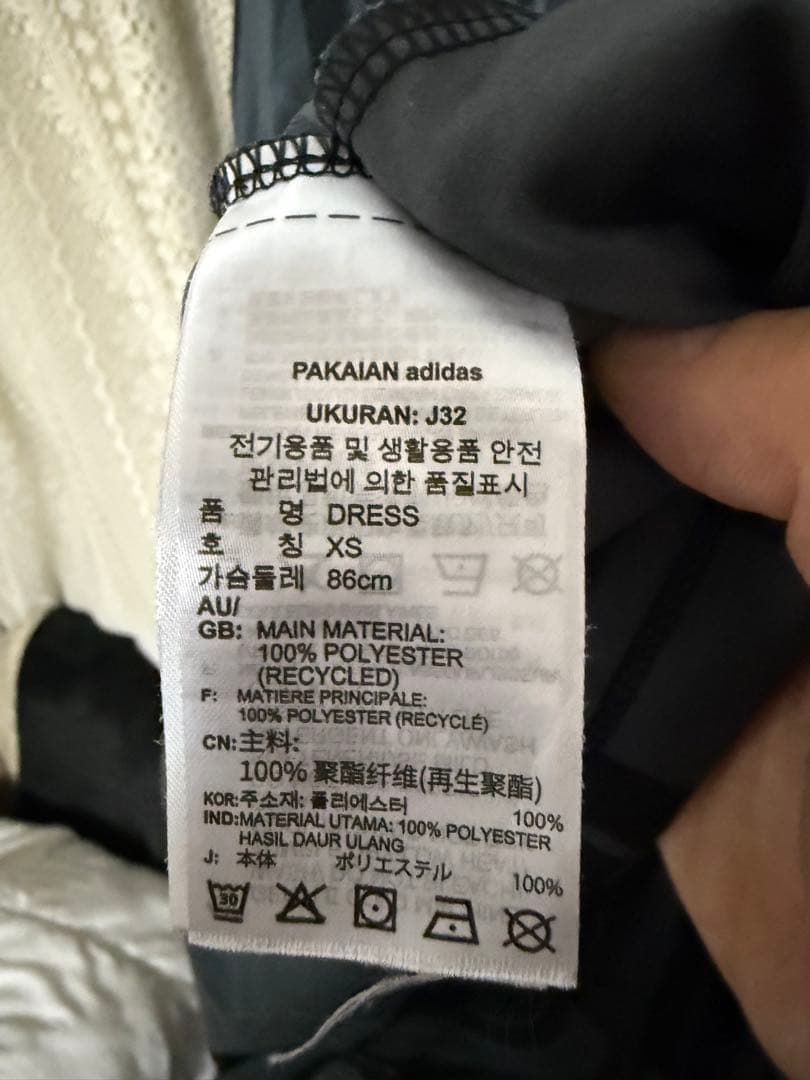 PAKAIAN adidas
UKURAN: J32
전기용품 및 생활용품 안전
관리법에 의한 품질표시
품 명 DRESS
호 칭 XS
가슴둘레 86cm
AU/
GB: MAIN MATERIAL:
100% POLYESTER
(RECYCLED)
F: MATIERE PRINCIPALE:
100% POLYESTER (RECYCLÉ)
CN:主料:
100% 聚酯纤维(再生聚酯)
KOR:주소재: 폴리에스터 100%
IND:MATERIAL UTAMA: 100% POLYESTER
HASIL DAUR ULANG
J: 本体 ポリエステル 100%
30